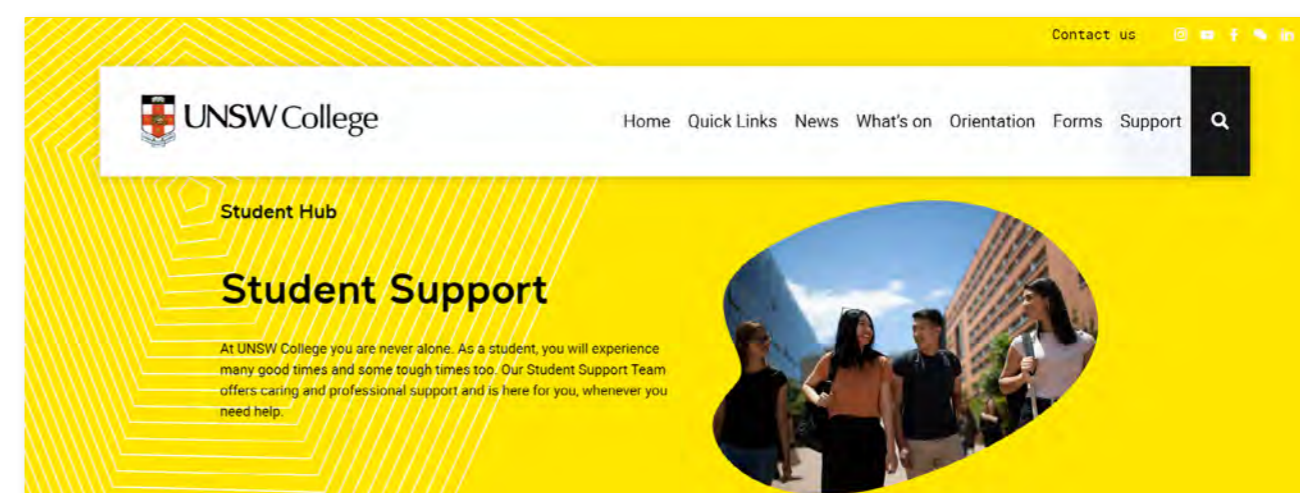 Contact us
UNSW College
Home Quick Links News What's on Orientation Forms Support
Student Hub
Student Support
At UNSW College you are never alone. As a student, you will experience
many good times and some tough times too. Our Student Support Team
offers caring and professional support and is here for you, whenever you
need help.